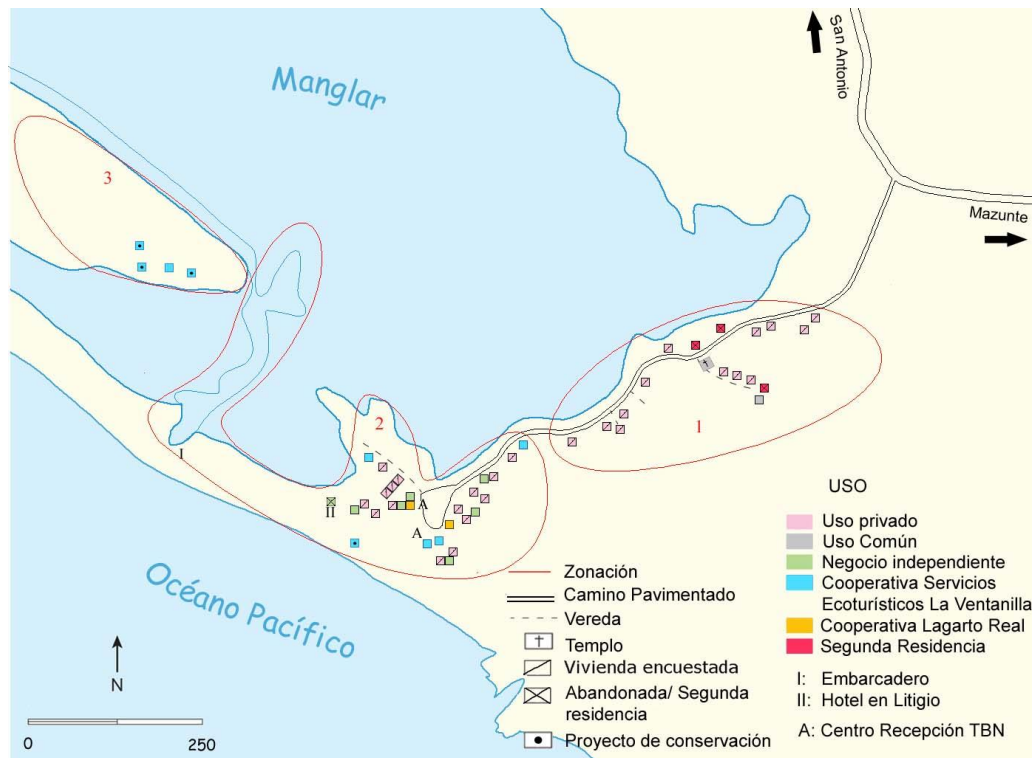 Manglar
San Antonio
Mazunte
3
2
1
I
II
A
A
Océano Pacífico
N
0 250
Zonación
Camino Pavimentado
Vereda
Templo
Vivienda encuestada
Abandonada/ Segunda
residencia
Proyecto de conservación
USO
Uso privado
Uso Común
Negocio independiente
Cooperativa Servicios
Ecoturísticos La Ventanilla
Cooperativa Lagarto Real
Segunda Residencia
I: Embarcadero
II: Hotel en Litigio
A: Centro Recepción TBN